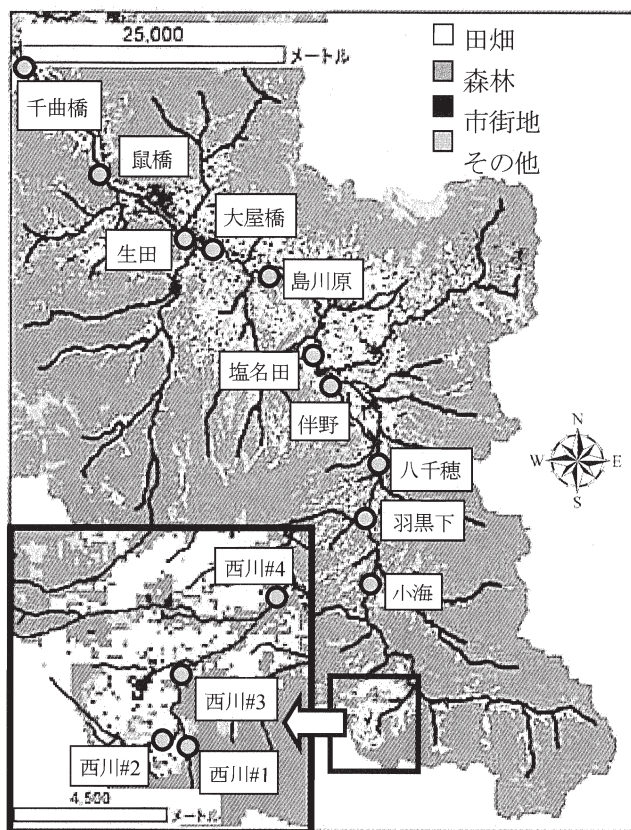 25,000
メートル
田畑
森林
市街地
その他
千曲橋
鼠橋
大屋橋
生田
島川原
塩名田
伴野
N
W
E
S
八千穂
羽黒下
西川#4
小海
西川#3
西川#2
西川#1
4,500
メートル